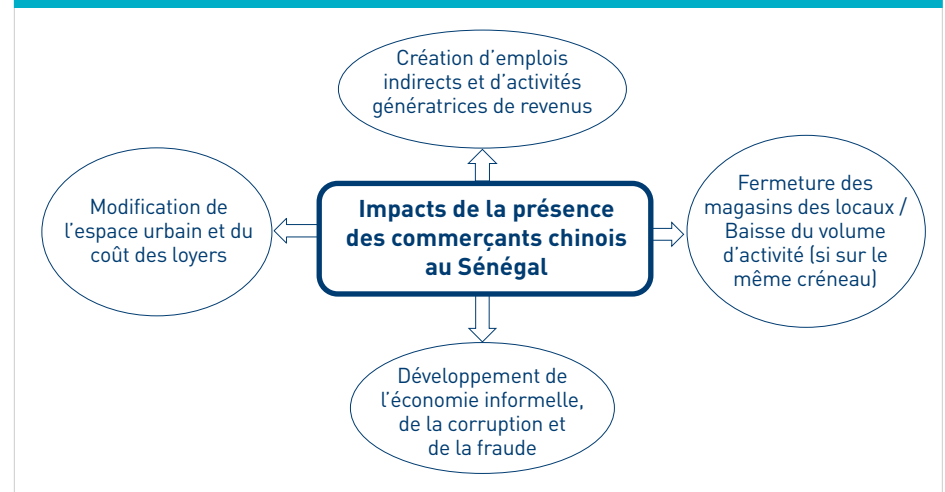 Création d'emplois
indirects et d'activités
génératrices de revenus
Modification de
l'espace urbain et du
coût des loyers
Impacts de la présence
des commerçants chinois
au Sénégal
Fermeture des
magasins des locaux /
Baisse du volume
d'activité (si sur le
même créneau)
Développement de
l'économie informelle,
de la corruption et
de la fraude